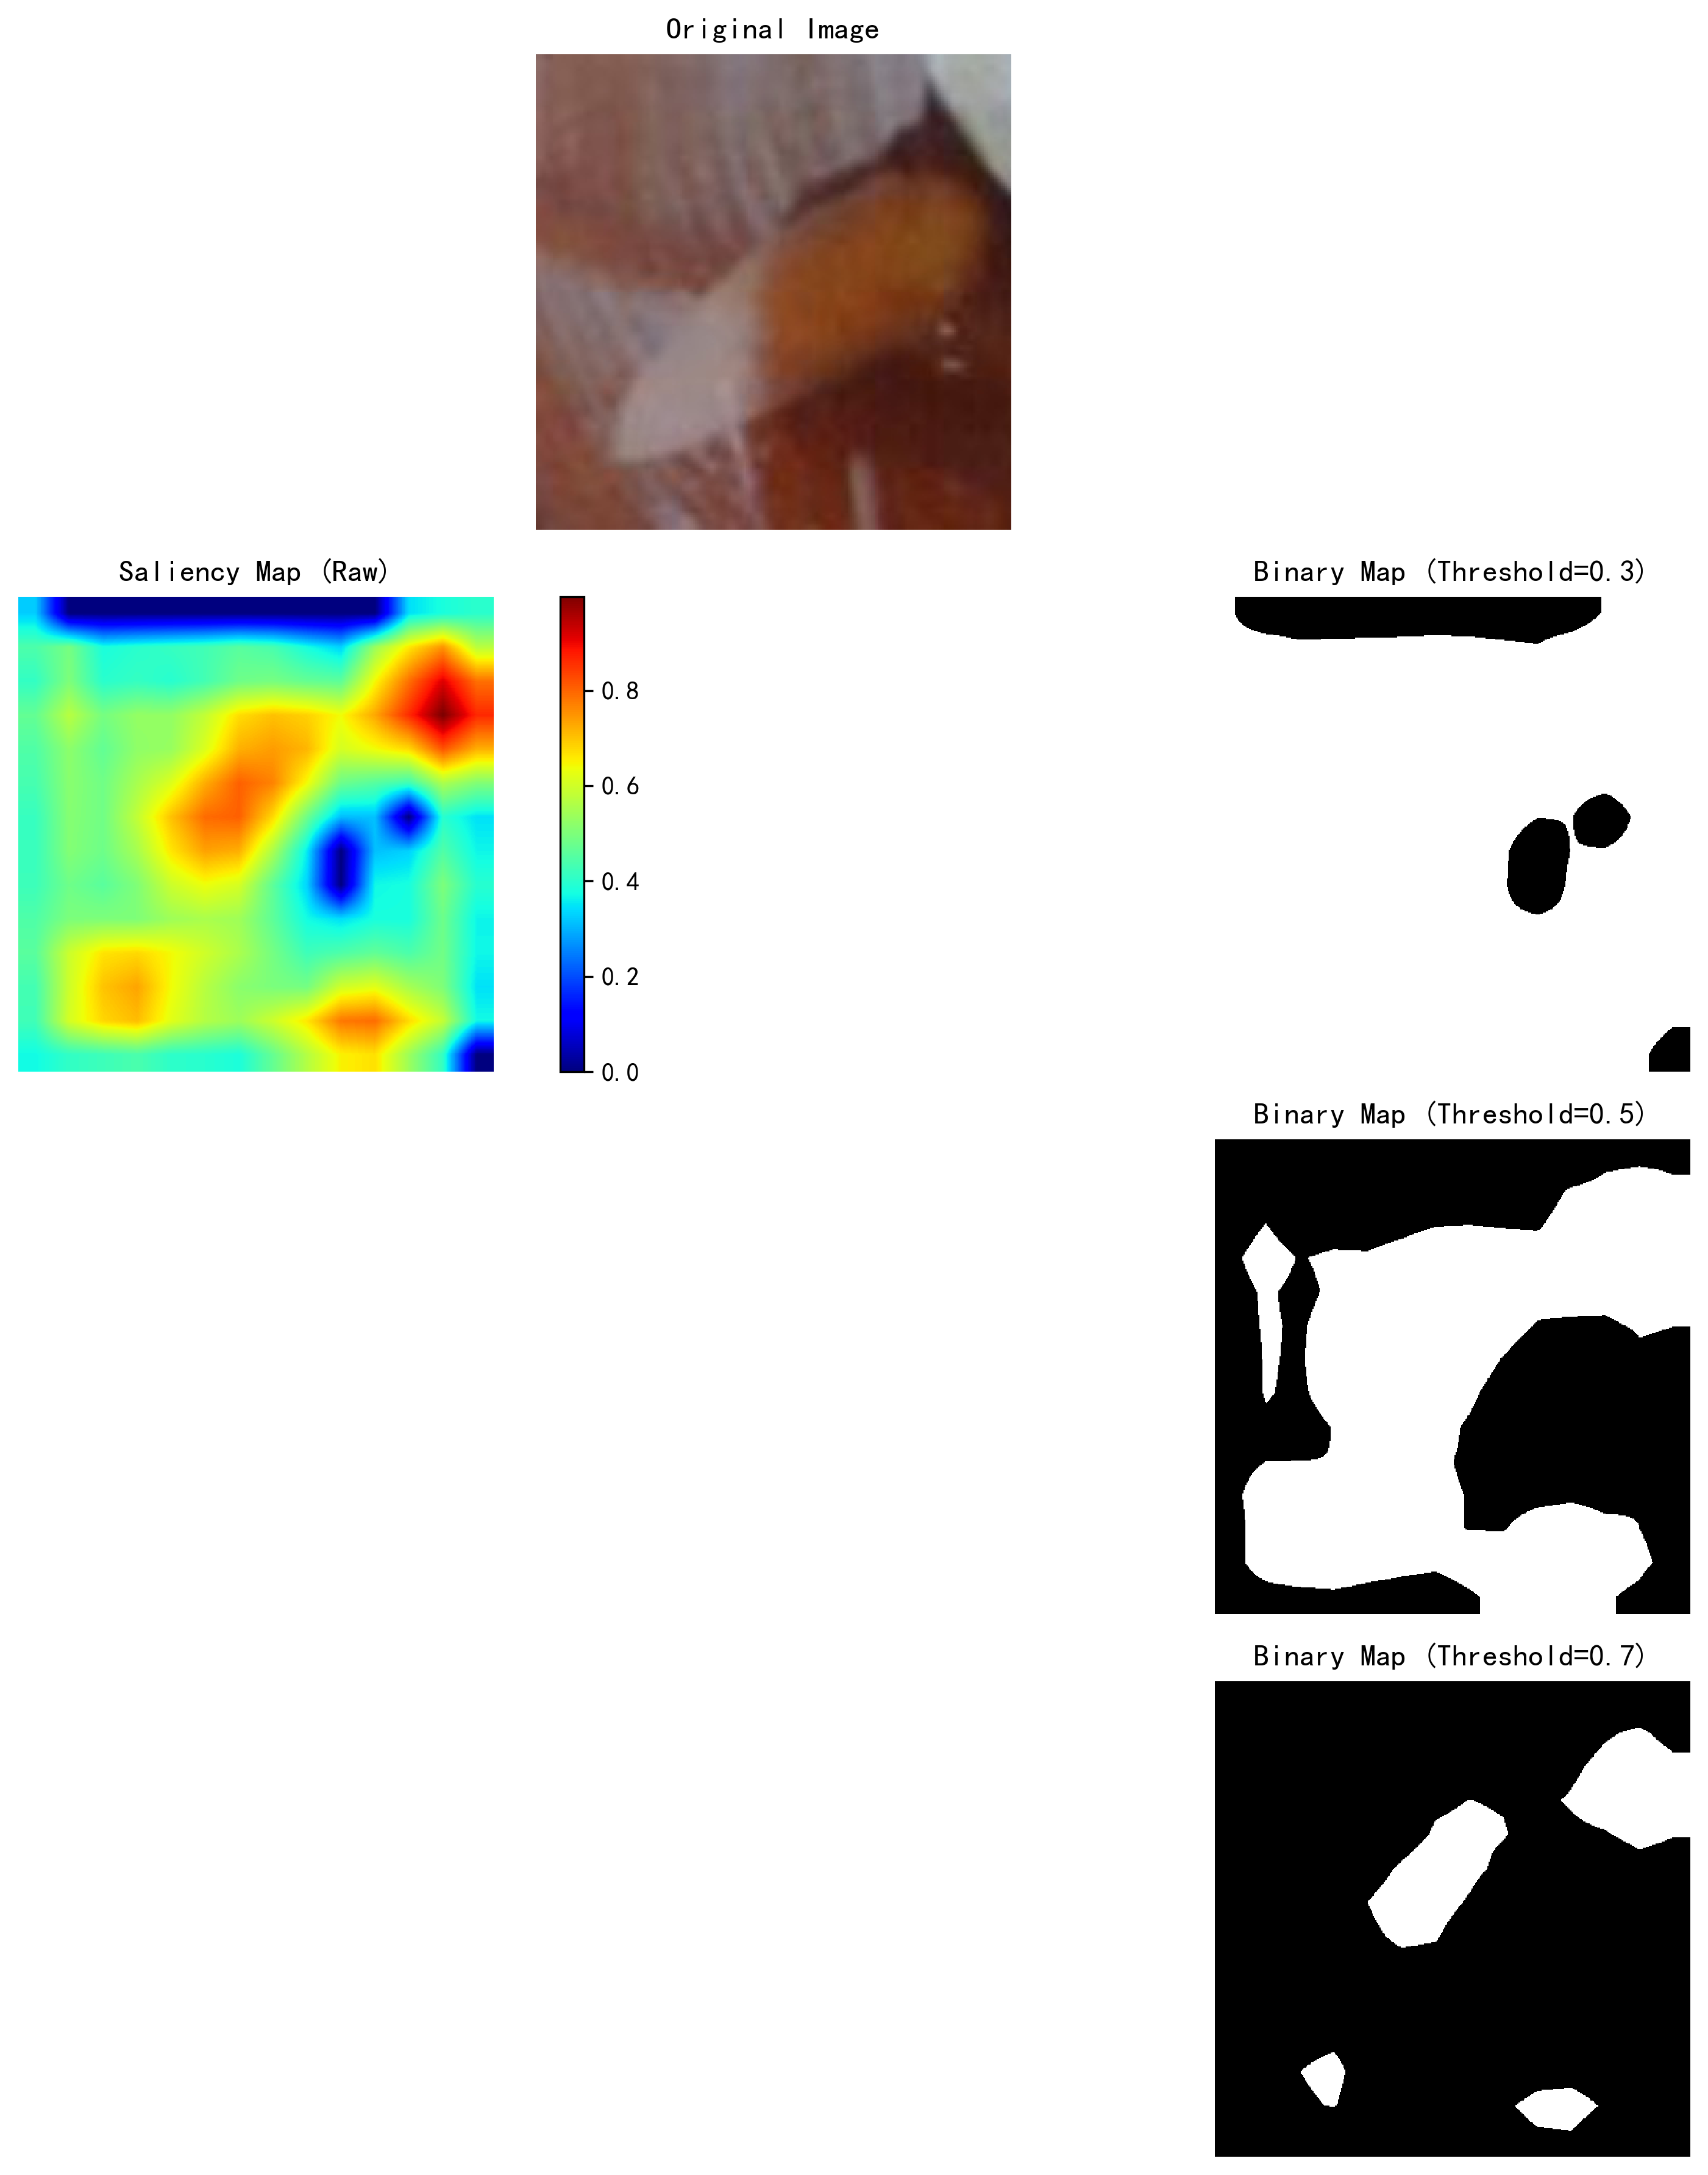 Original Image
Saliency Map (Raw)
Binary Map (Threshold=0.3)
0.8
0.6
0.4
0.2
0.0
Binary Map (Threshold=0.5)
Binary Map (Threshold=0.7)